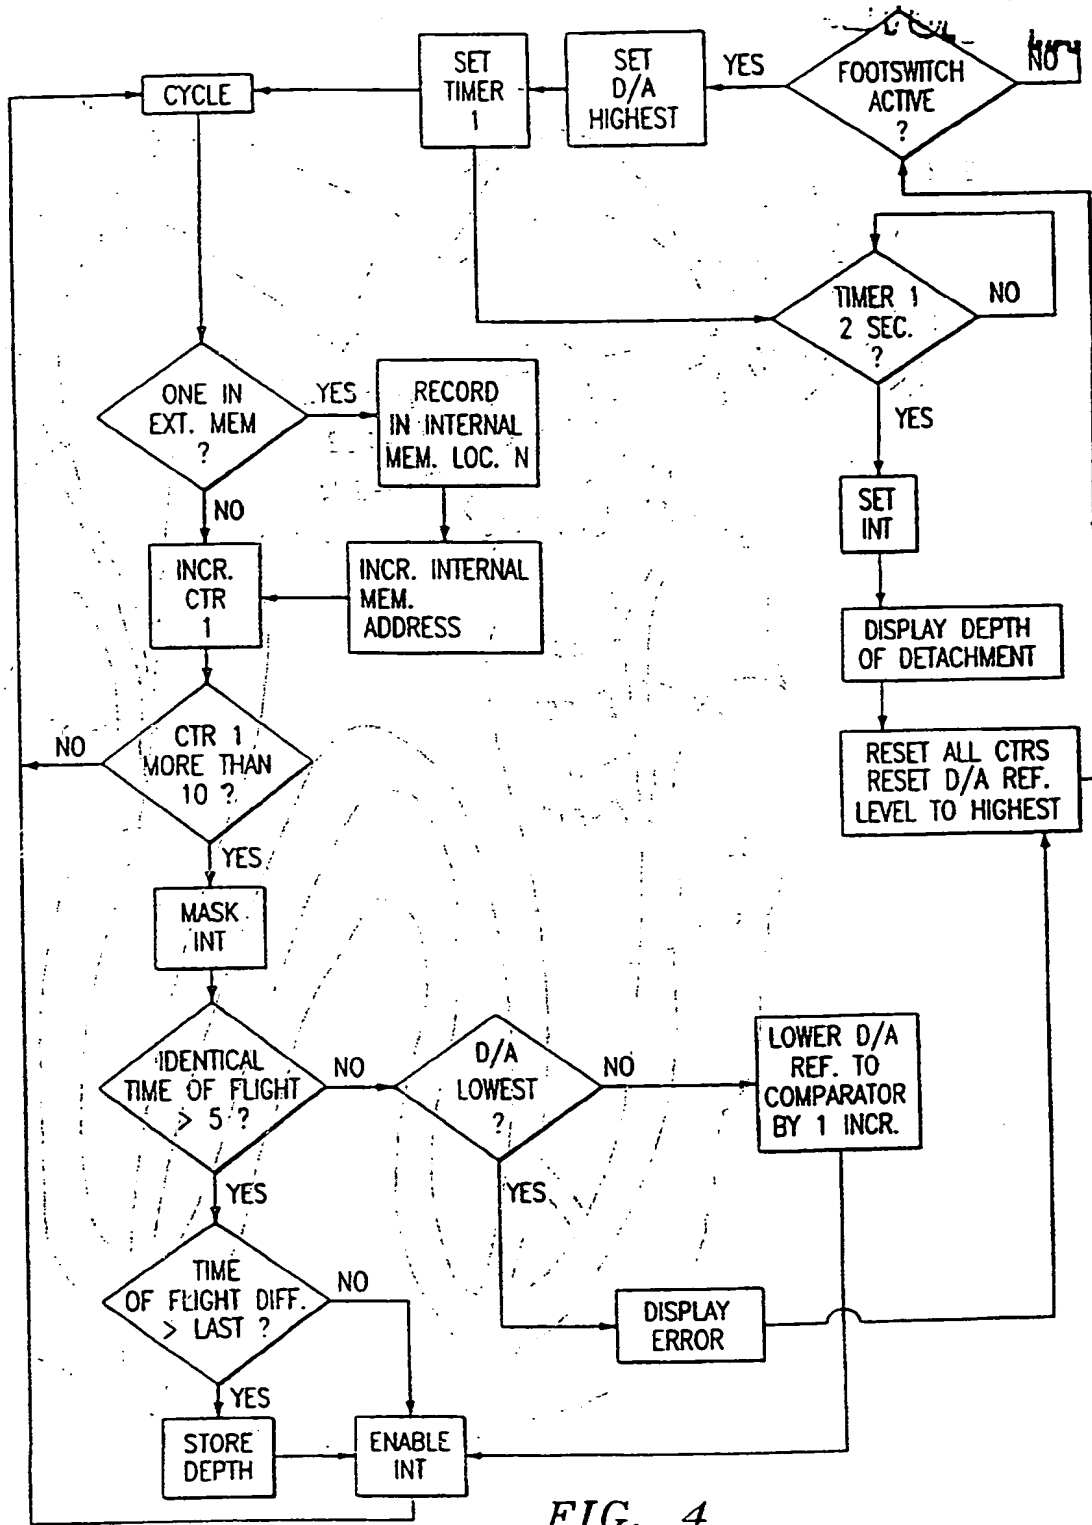 FOOTSWITCH
ACTIVE
?
NO
YES
SET
D/A
HIGHEST
SET
TIMER
1
CYCLE
TIMER 1
2 SEC.
?
NO
YES
ONE IN
EXT. MEM
?
YES
RECORD
IN INTERNAL
MEM. LOC. N
NO
SET
INT
INCR.
CTR
1
INCR. INTERNAL
MEM.
ADDRESS
DISPLAY DEPTH
OF DETACHMENT
CTR 1
MORE THAN
10 ?
NO
YES
RESET ALL CTRS
RESET D/A REF.
LEVEL TO HIGHEST
MASK
INT
IDENTICAL
TIME OF FLIGHT
> 5 ?
NO
D/A
LOWEST
?
NO
LOWER D/A
REF. TO
COMPARATOR
BY 1 INCR.
YES
YES
TIME
OF FLIGHT DIFF.
> LAST ?
NO
DISPLAY
ERROR
YES
STORE
DEPTH
ENABLE
INT
FIG. 4